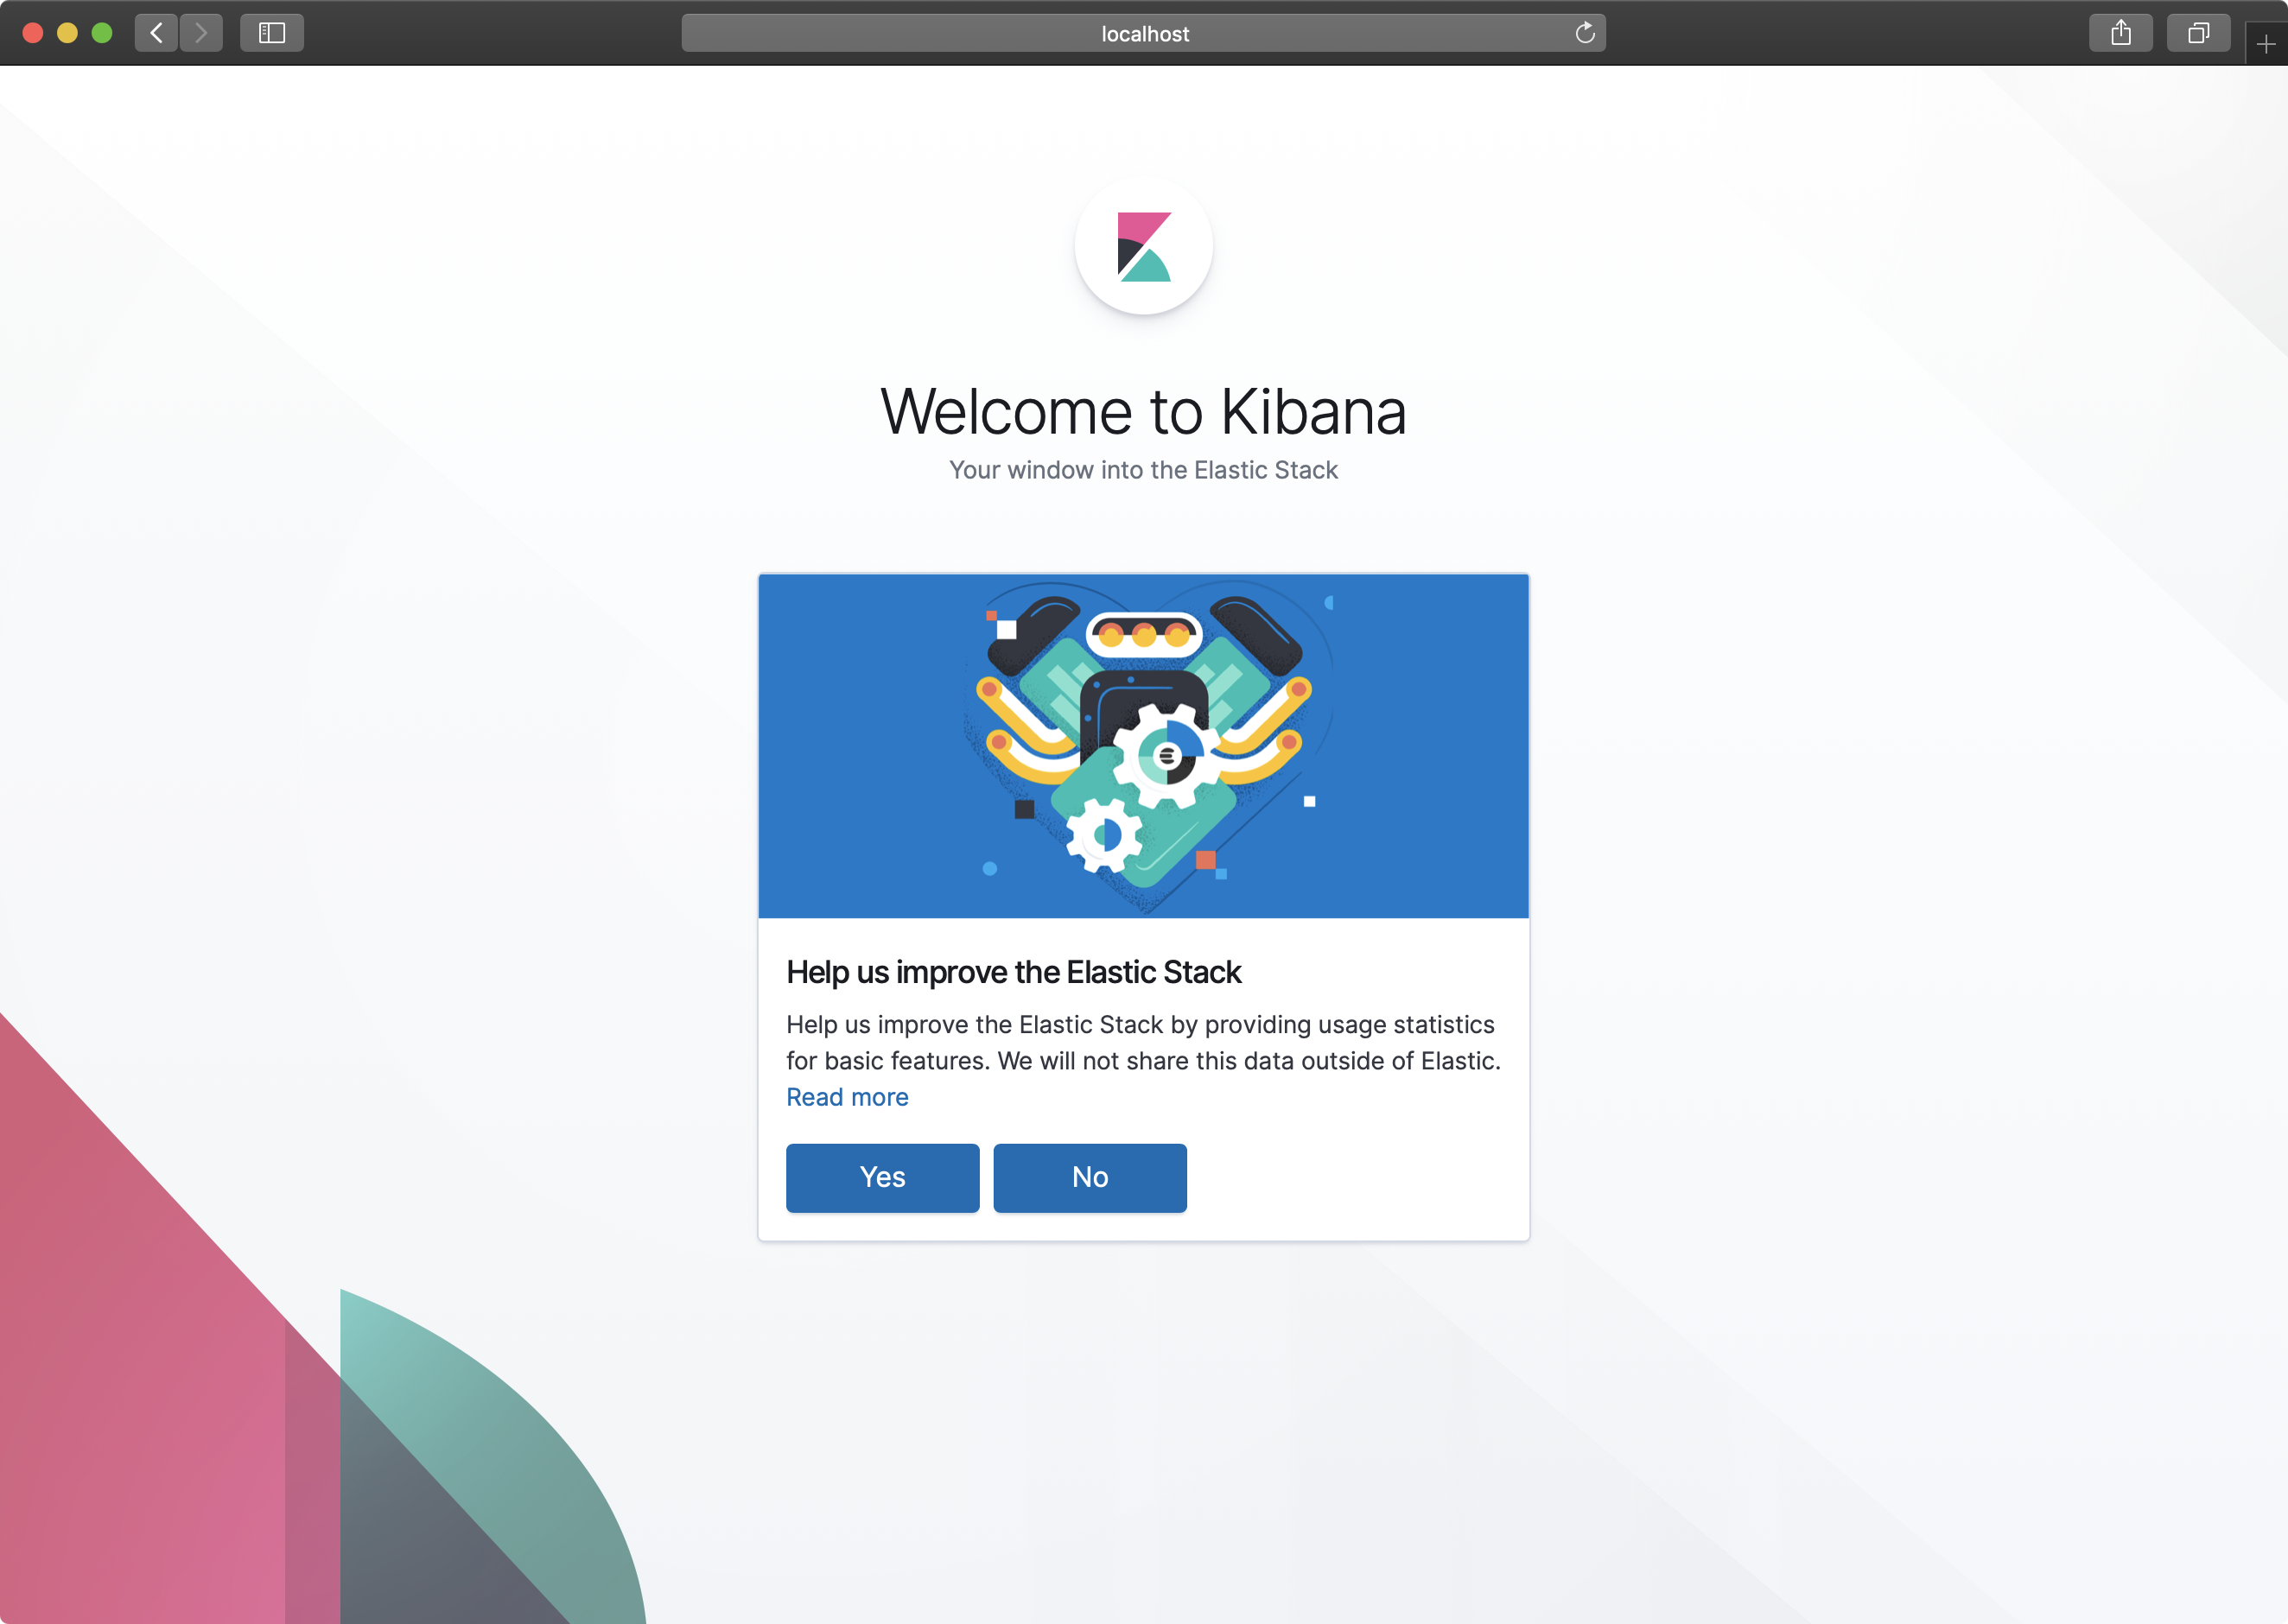 localhost
Welcome to Kibana
Your window into the Elastic Stack
Help us improve the Elastic Stack
Help us improve the Elastic Stack by providing usage statistics
for basic features. We will not share this data outside of Elastic.
Read more
Yes No